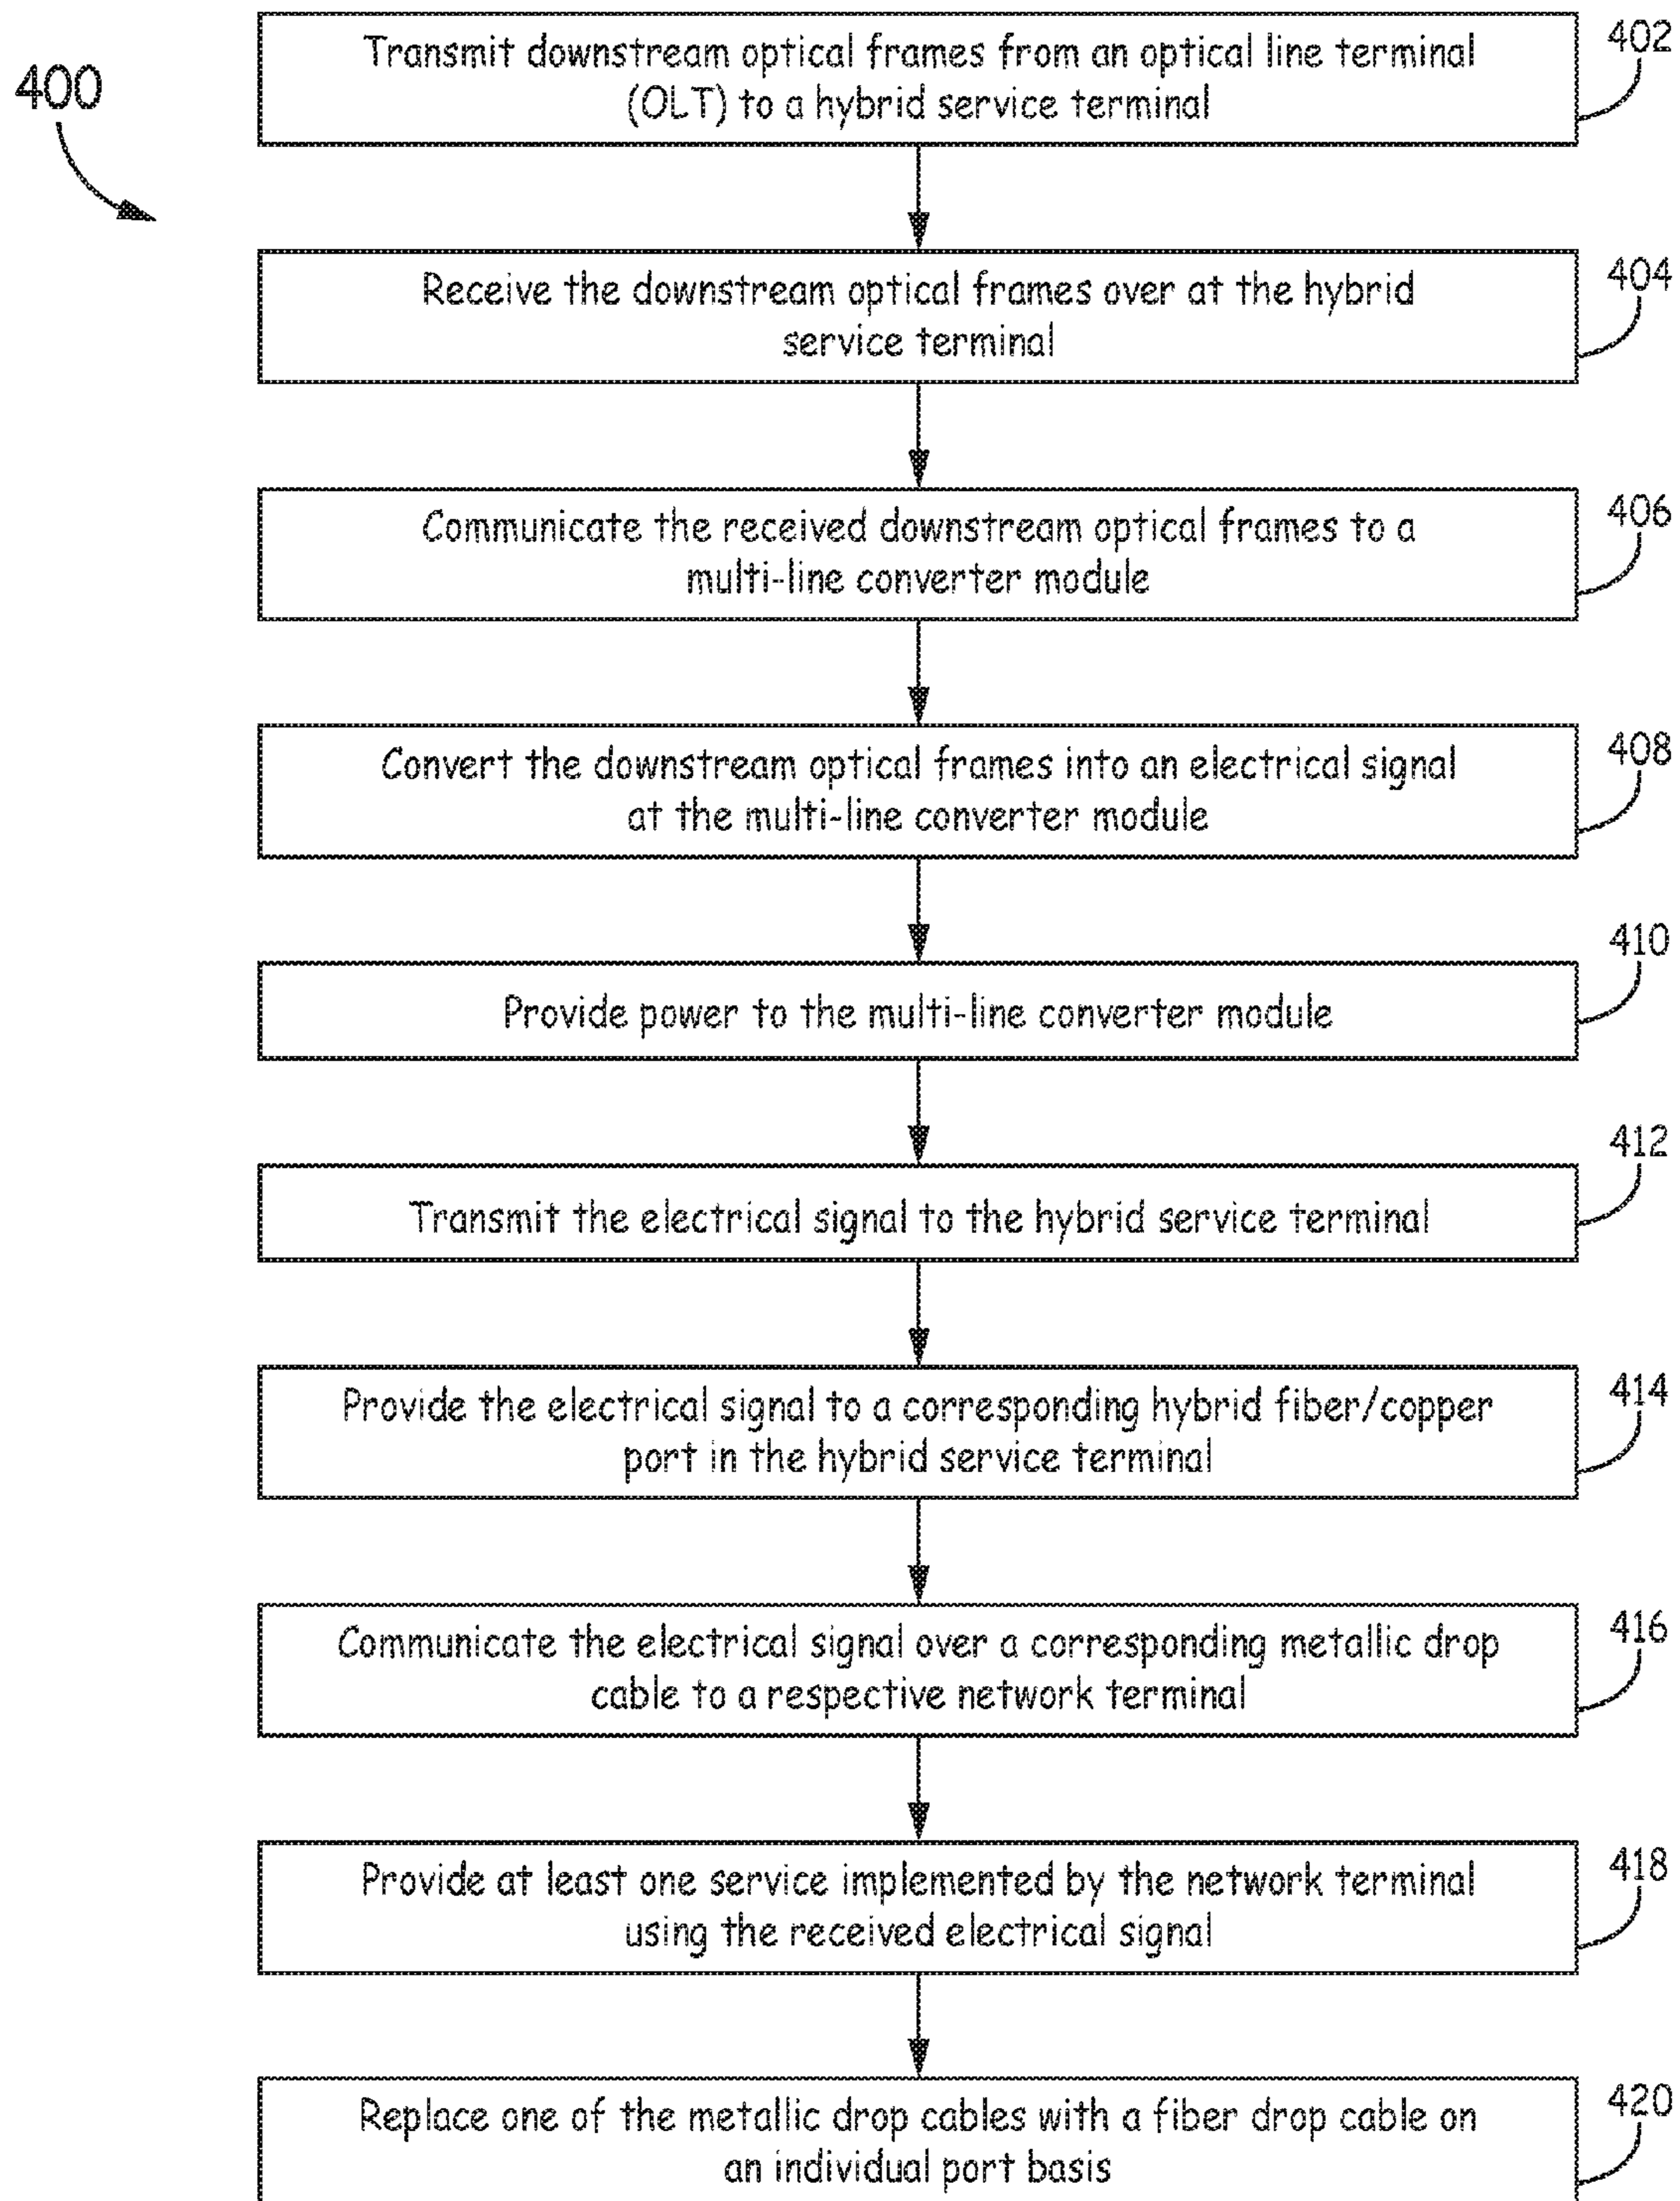 400
Transmit downstream optical frames from an optical line terminal
(OLT) to a hybrid service terminal
402
Receive the downstream optical frames over at the hybrid
service terminal
404
Communicate the received downstream optical frames to a
multi-line converter module
406
Convert the downstream optical frames into an electrical signal
at the multi-line converter module
408
Provide power to the multi-line converter module
410
Transmit the electrical signal to the hybrid service terminal
412
Provide the electrical signal to a corresponding hybrid fiber/copper
port in the hybrid service terminal
414
Communicate the electrical signal over a corresponding metallic drop
cable to a respective network terminal
416
Provide at least one service implemented by the network terminal
using the received electrical signal
418
Replace one of the metallic drop cables with a fiber drop cable on
an individual port basis
420